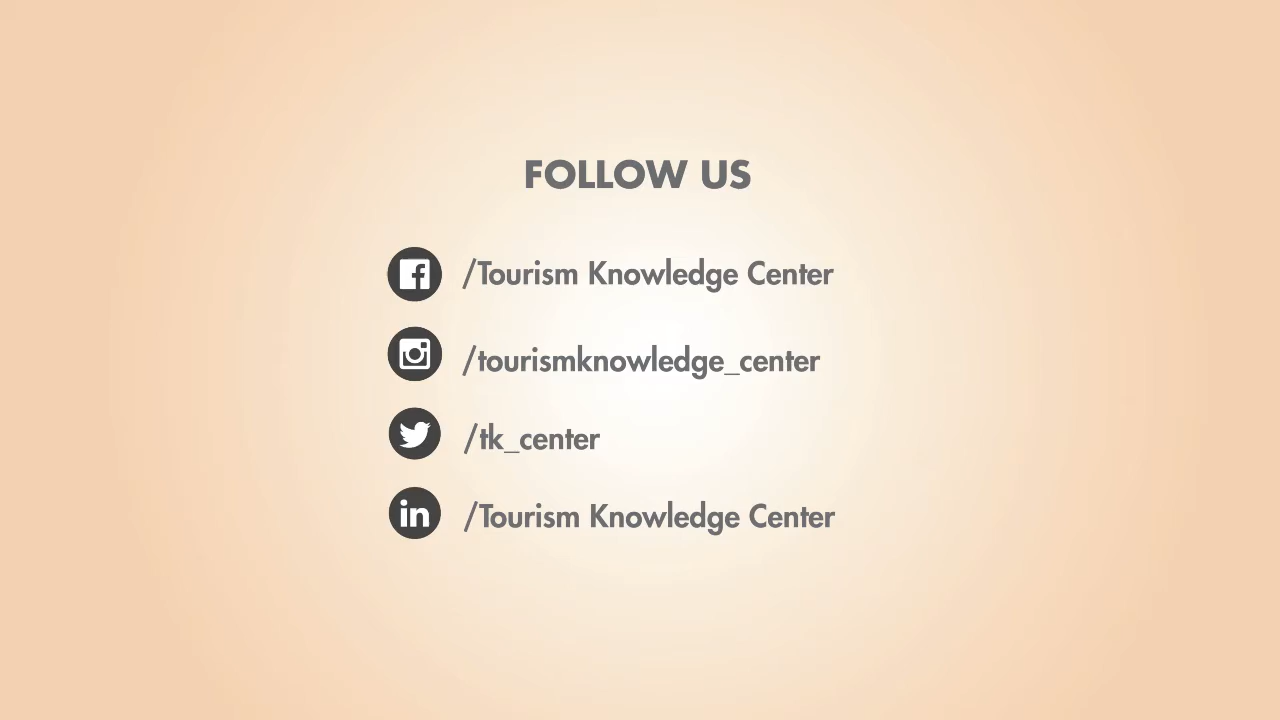 FOLLOW US
/Tourism Knowledge Center
/tourismknowledge_center
/tk_center
/Tourism Knowledge Center